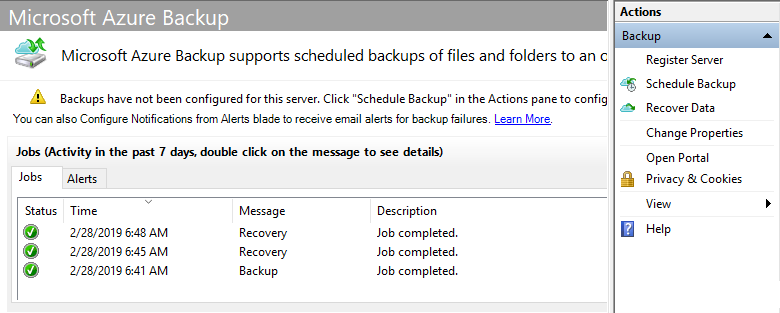 Microsoft Azure Backup
Microsoft Azure Backup supports scheduled backups of files and folders to an o
Backups have not been configured for this server. Click "Schedule Backup" in the Actions pane to config
You can also Configure Notifications from Alerts blade to receive email alerts for backup failures. Learn More.
Jobs (Activity in the past 7 days, double click on the message to see details)
Jobs Alerts
Status Time Message Description
2/28/2019 6:48 AM Recovery Job completed.
2/28/2019 6:45 AM Recovery Job completed.
2/28/2019 6:41 AM Backup Job completed.
Actions
Backup
Register Server
Schedule Backup
Recover Data
Change Properties
Open Portal
Privacy & Cookies
View
Help